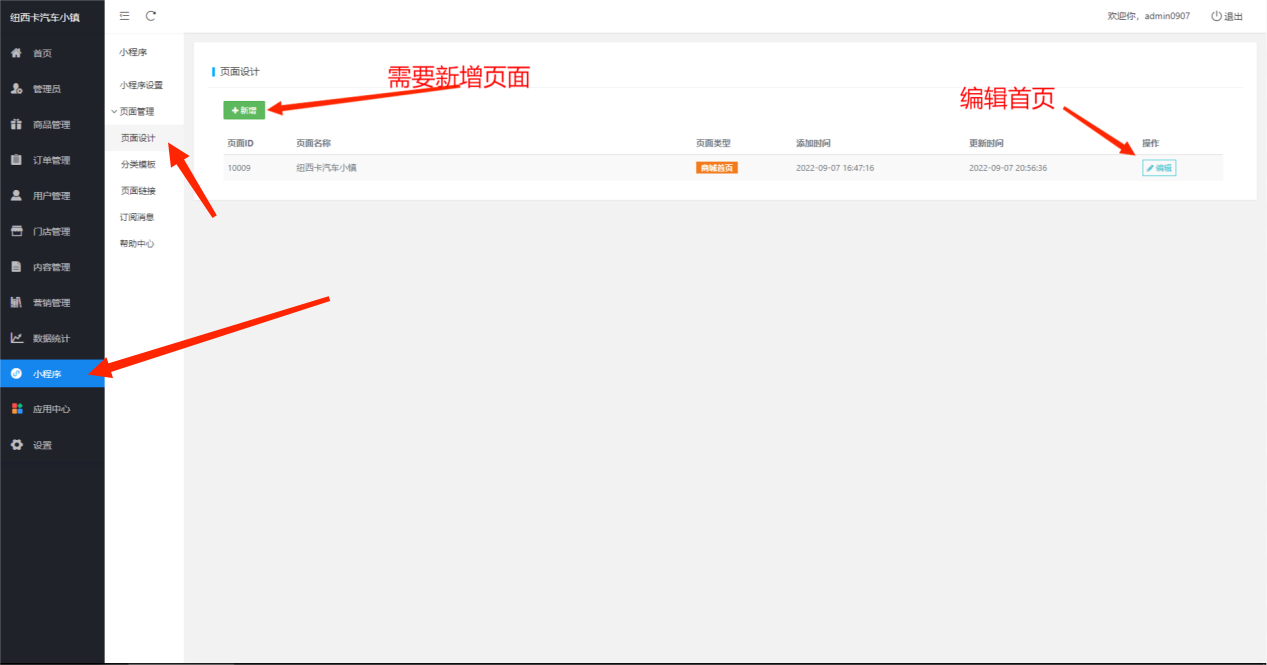 纽西卡汽车小镇
欢迎你，admin0907 退出
首页
管理员
商品管理
订单管理
用户管理
门店管理
内容管理
营销管理
数据统计
小程序
应用中心
设置
小程序
小程序设置
页面管理
页面设计
分类模板
页面链接
订阅消息
帮助中心
页面设计
需要新增页面
编辑首页
新增
页面ID 页面名称 页面类型 添加时间 更新时间 操作
10009 纽西卡汽车小镇 商城首页 2022-09-07 16:47:16 2022-09-07 20:56:36 编辑